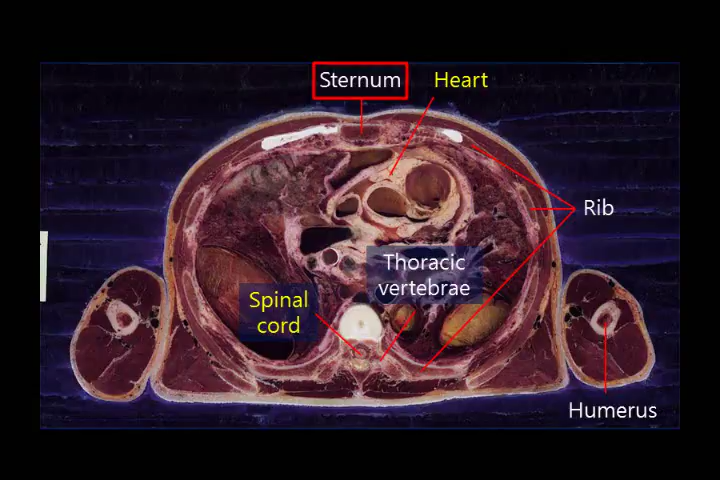 Sternum
Heart
Rib
Thoracic
vertebrae
Spinal
cord
Humerus